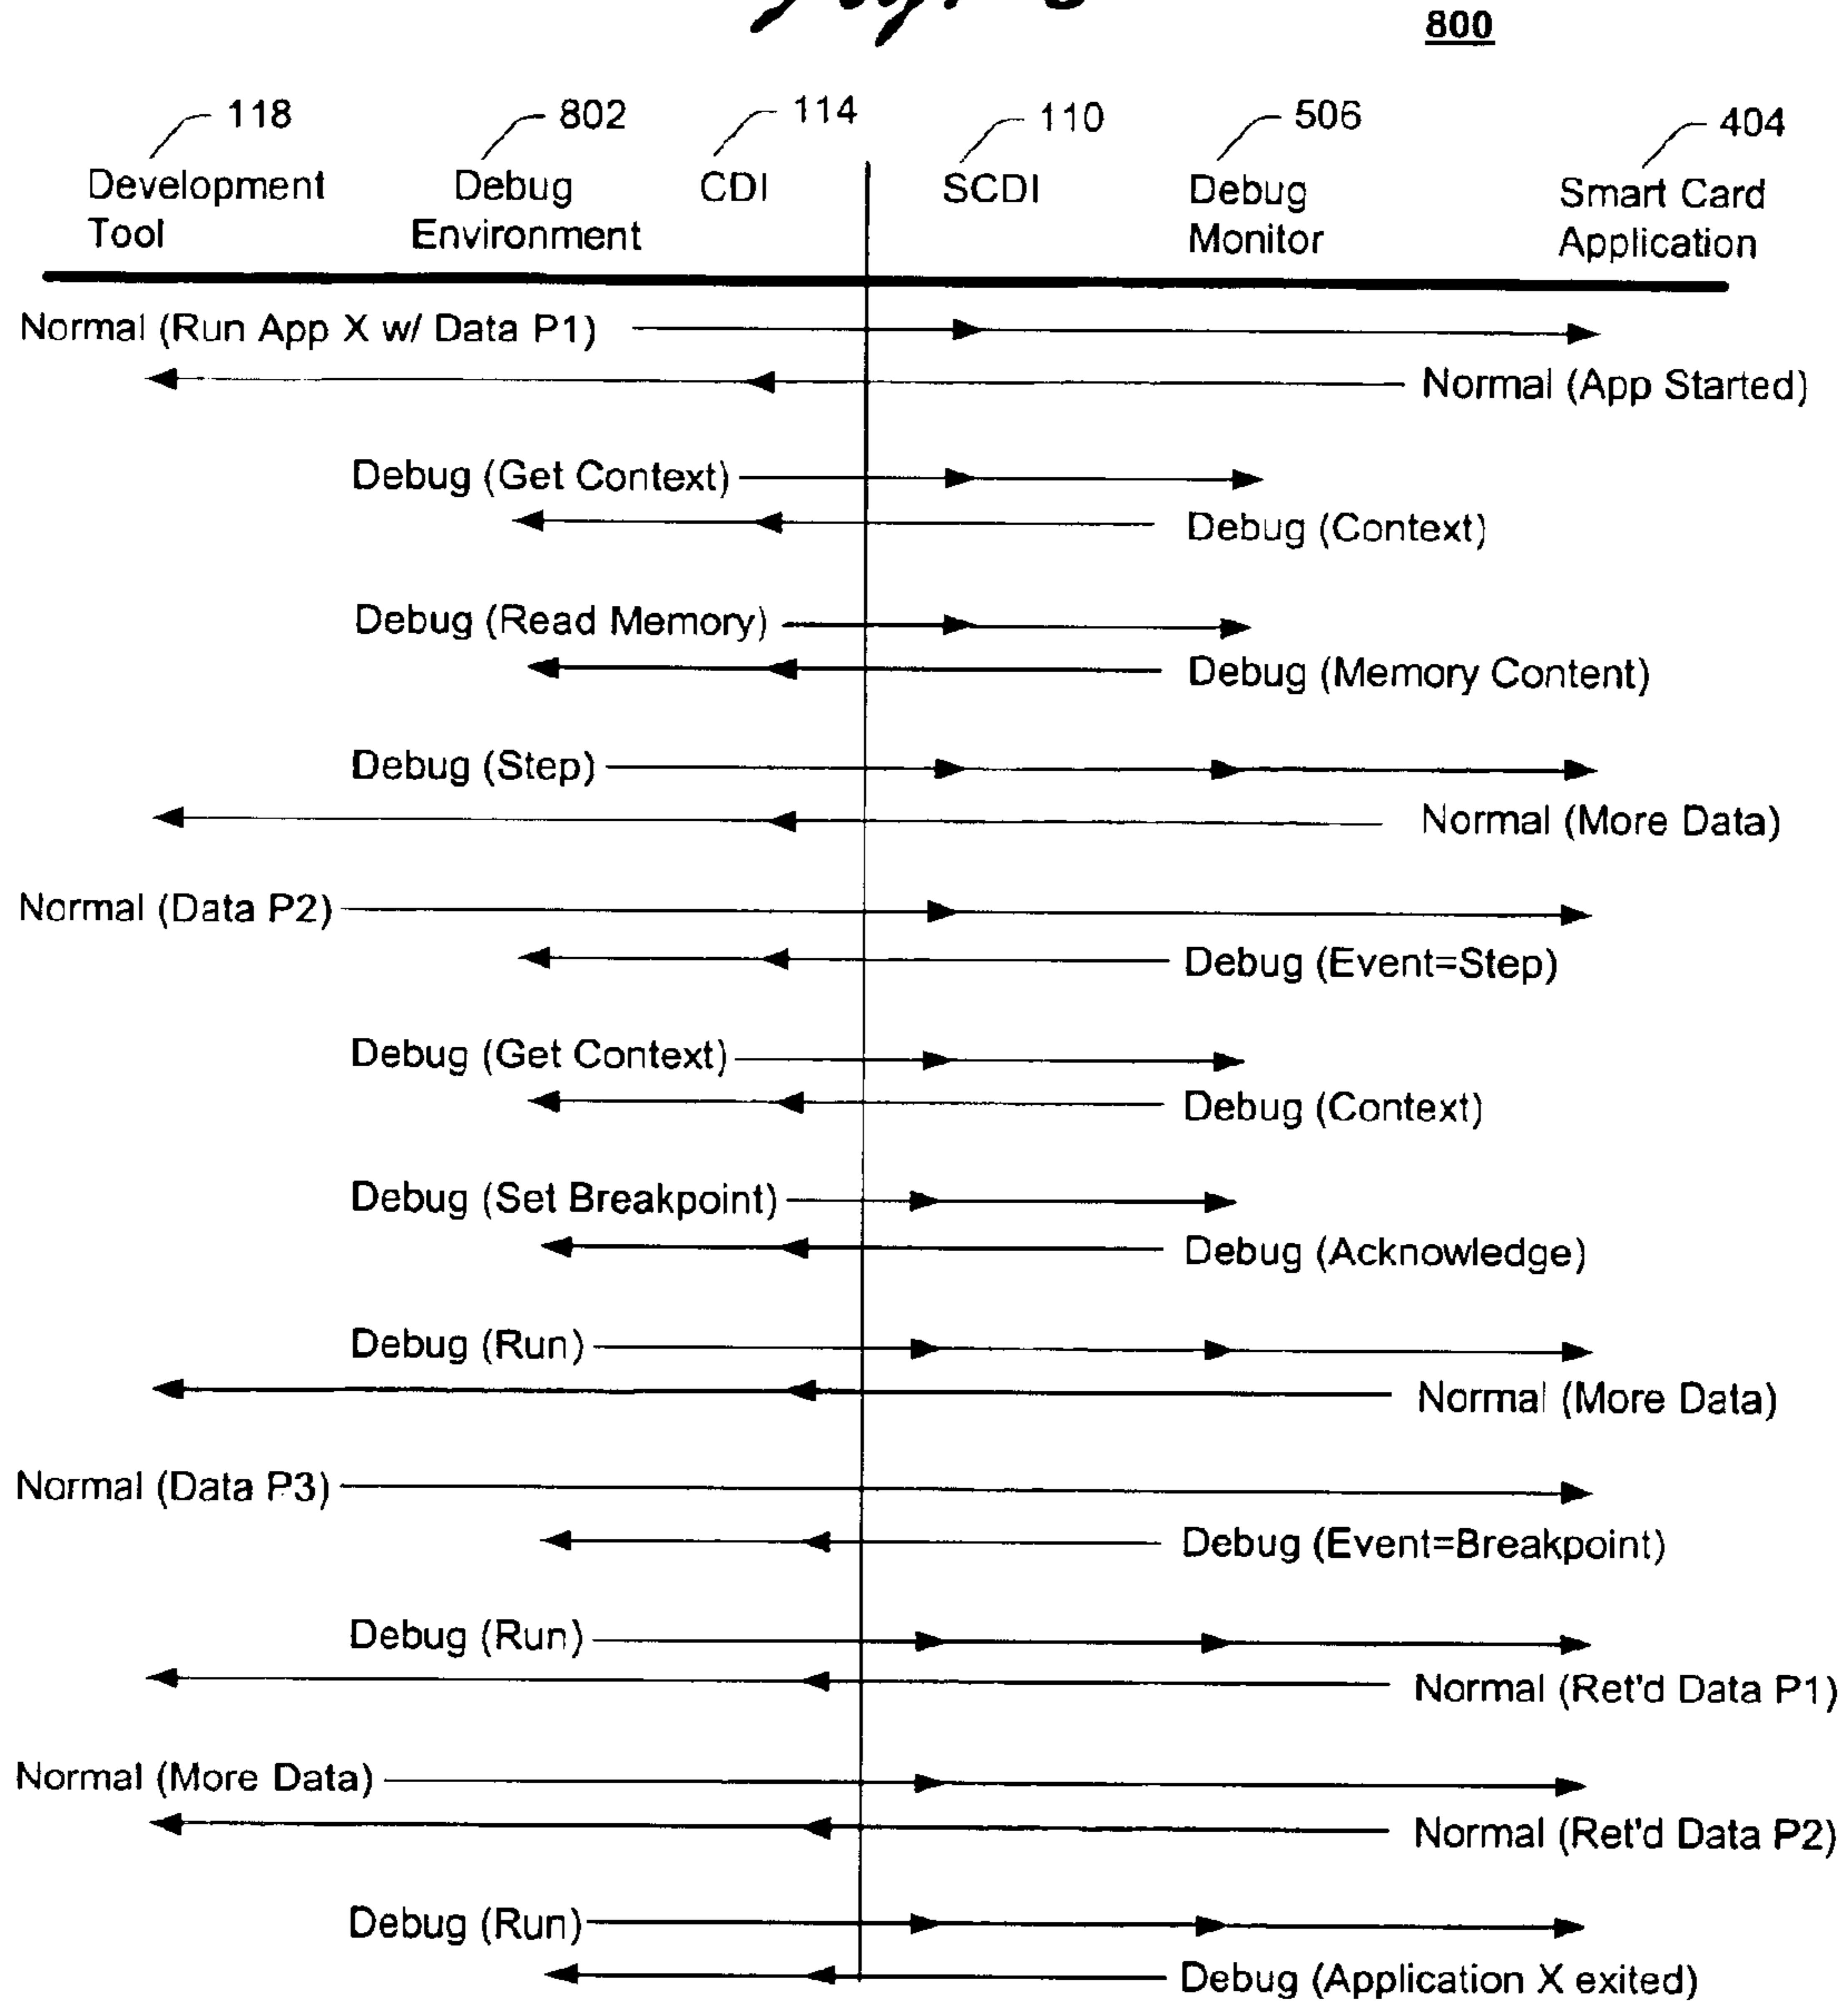 800
118
802
114
110
506
404
Development
Tool
Debug
Environment
CDI
SCDI
Debug
Monitor
Smart Card
Application
Normal (Run App X w/ Data P1)
Normal (App Started)
Debug (Get Context)
Debug (Context)
Debug (Read Memory)
Debug (Memory Content)
Debug (Step)
Normal (More Data)
Normal (Data P2)
Debug (Event=Step)
Debug (Get Context)
Debug (Context)
Debug (Set Breakpoint)
Debug (Acknowledge)
Debug (Run)
Normal (More Data)
Normal (Data P3)
Debug (Event=Breakpoint)
Debug (Run)
Normal (Ret'd Data P1)
Normal (More Data)
Normal (Ret'd Data P2)
Debug (Run)
Debug (Application X exited)